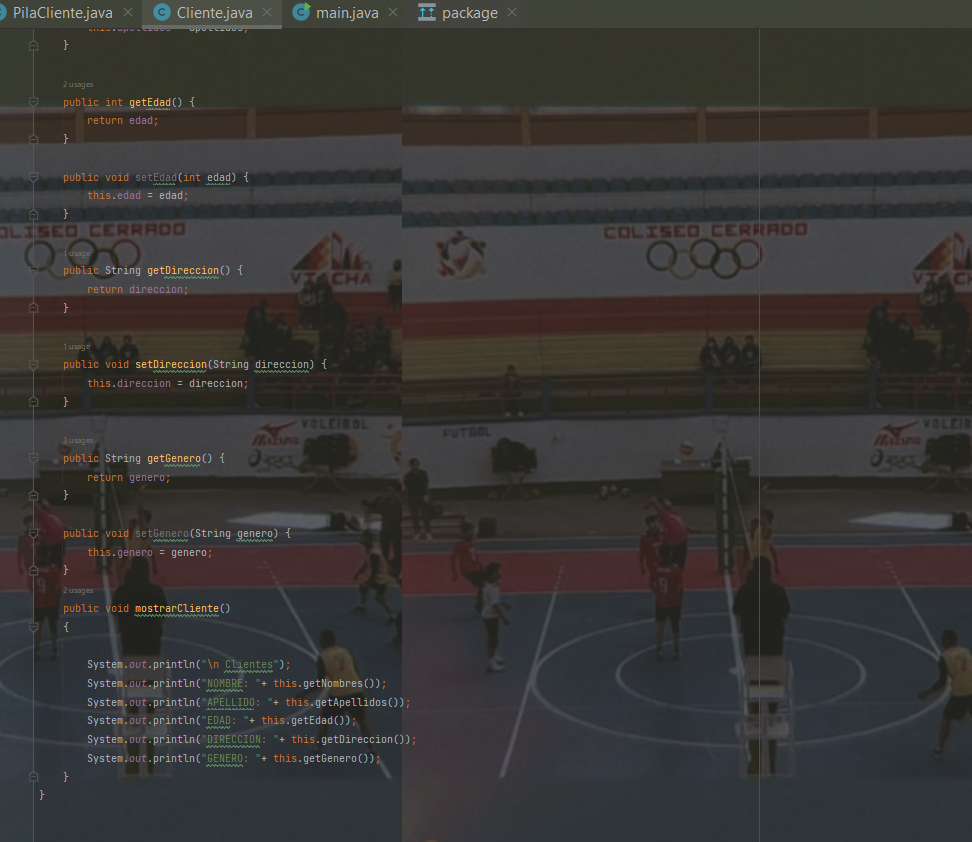 PilaCliente.java Cliente.java main.java package
this.apellidos = apellidos;
}
2 usages
public int getEdad() {
return edad;
}
public void setEdad(int edad) {
this.edad = edad;
}
COLISEO CERRADO
COLISEO CERRADO
1 usage
public String getDireccion() {
VIACHA
return direccion;
}
1 usage
public void setDireccion(String direccion) {
this.direccion = direccion;
}
VOLEIBOL
FUTBOL
MIZUNO
ASICS
3 usages
public String getGenero() {
return genero;
}
public void setGenero(String genero) {
this.genero = genero;
}
9
9
2 usages
public void mostrarCliente()
{
System.out.println("\n Clientes");
System.out.println("NOMBRE: "+ this.getNombres());
System.out.println("APELLIDO: "+ this.getApellidos());
System.out.println("EDAD: "+ this.getEdad());
System.out.println("DIRECCION: "+ this.getDireccion());
System.out.println("GENERO: "+ this.getGenero());
}
}